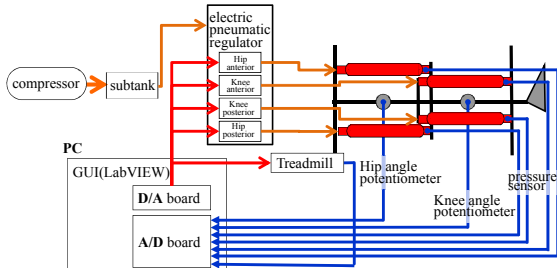 electric
pneumatic
regulator
Hip
anterior
Knee
anterior
Knee
posterior
Hip
posterior
compressor
subtank
PC
GUI(LabVIEW)
Treadmill
D/A board
A/D board
Hip angle
potentiometer
Knee angle
potentiometer
pressure
sensor